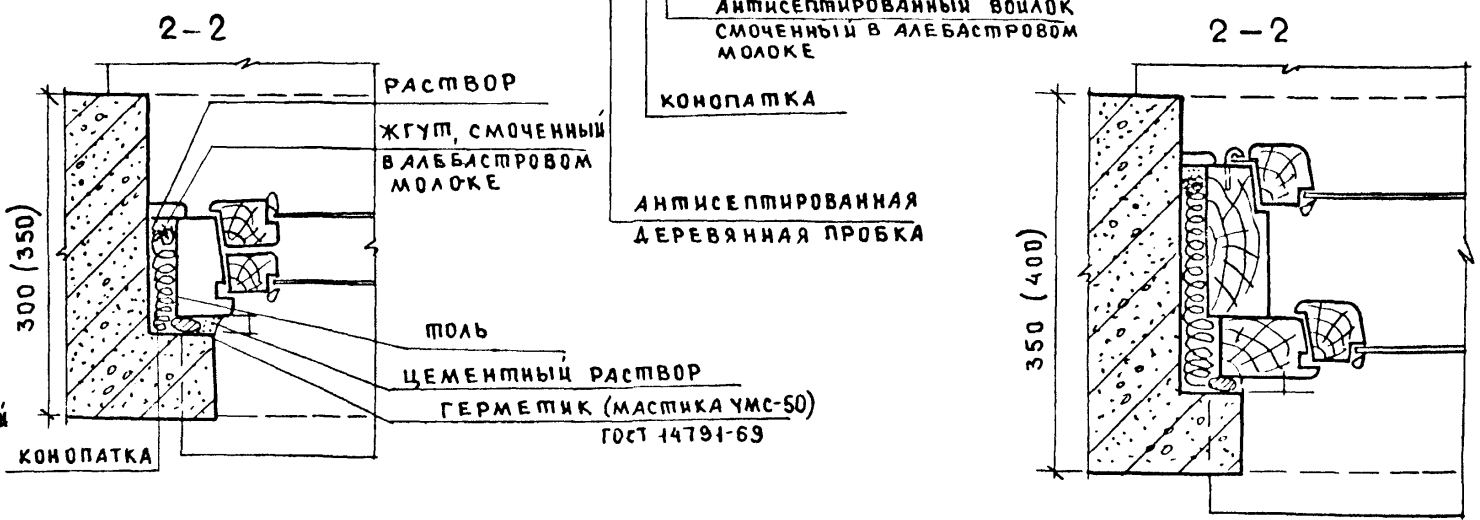 2-2
РАСТВОР
ЖГУТ, СМОЧЕННЫЙ
В АЛЕБАСТРОВОМ
МОЛОКЕ
300 (350)
ТОЛЬ
ЦЕМЕНТНЫЙ РАСТВОР
ГЕРМЕТИК (МАСТИКА УМС-50)
ГОСТ 14791-69
Й
КОНОПАТКА
АНТИСЕПТИРОВАННЫЙ ВОЙЛОК
СМОЧЕННЫЙ В АЛЕБАСТРОВОМ
МОЛОКЕ
КОНОПАТКА
АНТИСЕПТИРОВАННАЯ
ДЕРЕВЯННАЯ ПРОБКА
2-2
350 (400)